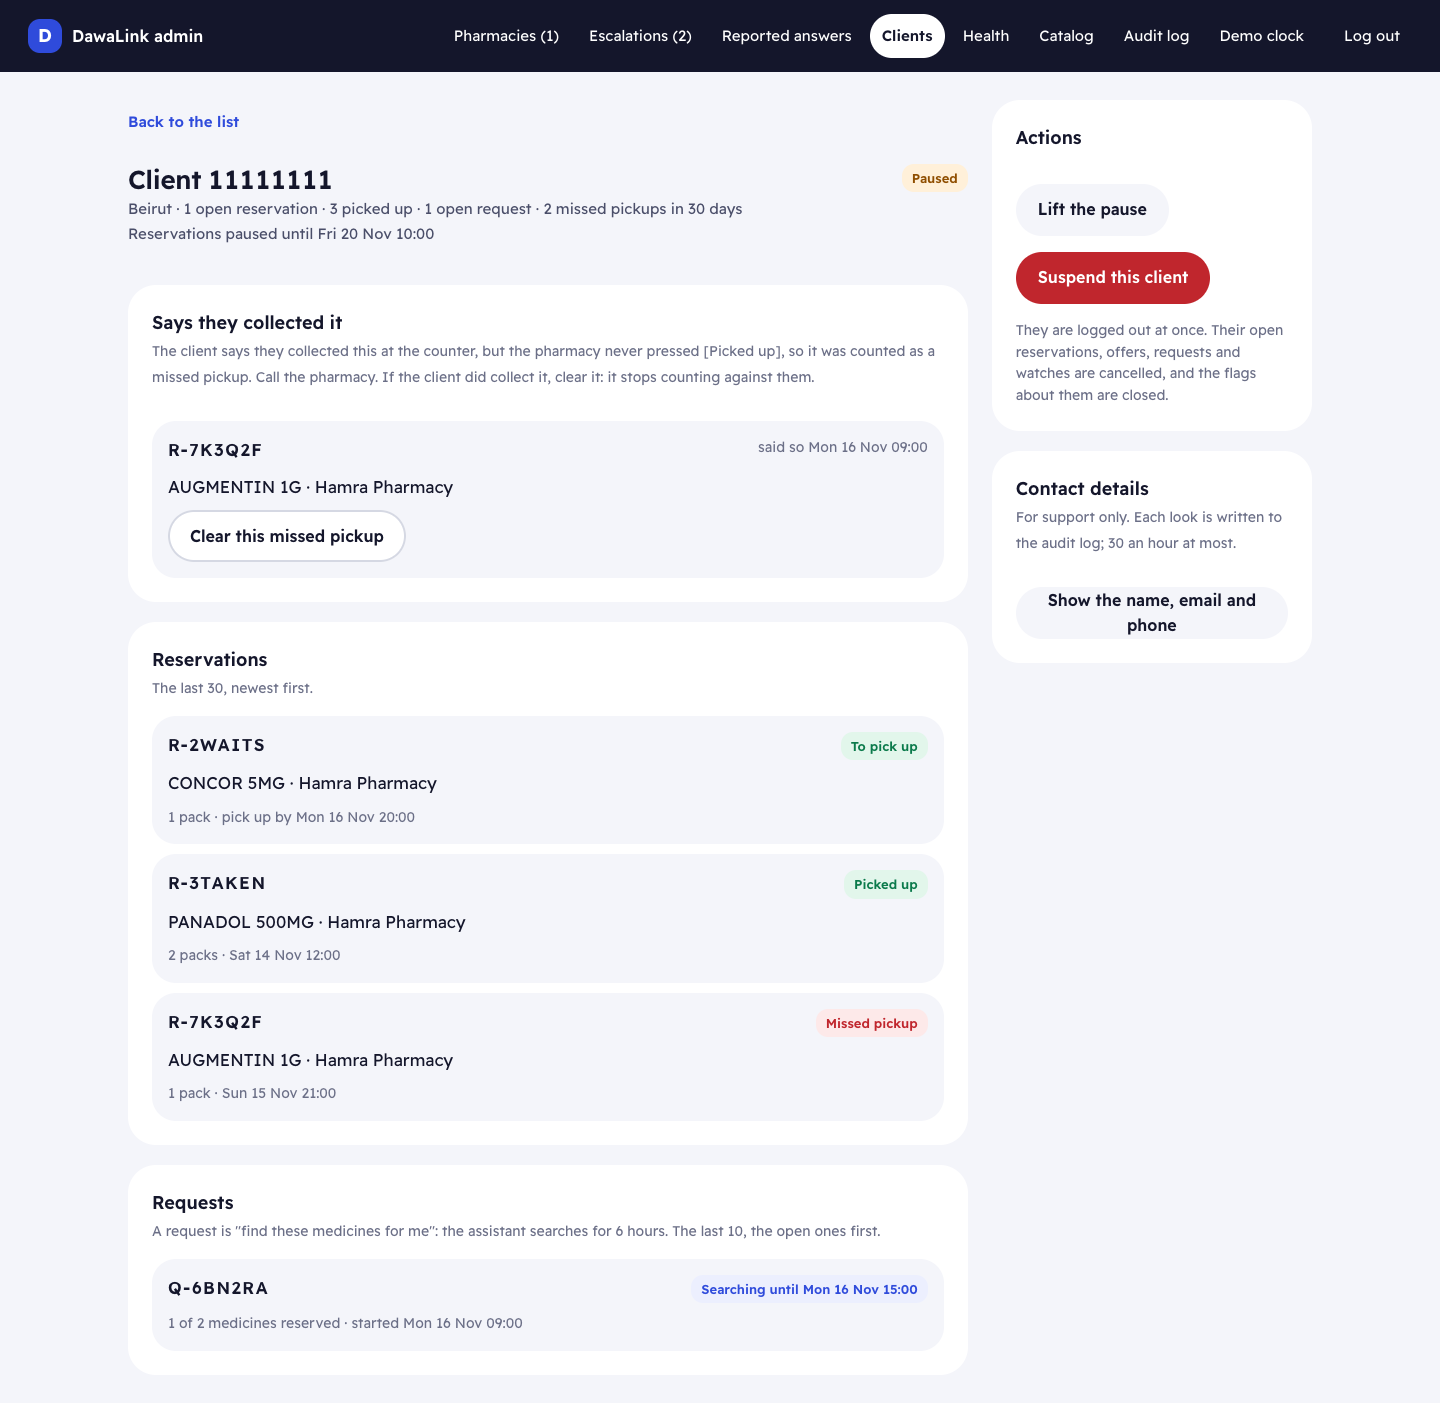 D DawaLink admin
Pharmacies (1) Escalations (2) Reported answers Clients Health Catalog Audit log Demo clock Log out
Back to the list
Client 11111111 Paused
Beirut · 1 open reservation · 3 picked up · 1 open request · 2 missed pickups in 30 days
Reservations paused until Fri 20 Nov 10:00
Says they collected it
The client says they collected this at the counter, but the pharmacy never pressed [Picked up], so it was counted as a
missed pickup. Call the pharmacy. If the client did collect it, clear it: it stops counting against them.
R-7K3Q2F said so Mon 16 Nov 09:00
AUGMENTIN 1G · Hamra Pharmacy
Clear this missed pickup
Reservations
The last 30, newest first.
R-2WAITS To pick up
CONCOR 5MG · Hamra Pharmacy
1 pack · pick up by Mon 16 Nov 20:00
R-3TAKEN Picked up
PANADOL 500MG · Hamra Pharmacy
2 packs · Sat 14 Nov 12:00
R-7K3Q2F Missed pickup
AUGMENTIN 1G · Hamra Pharmacy
1 pack · Sun 15 Nov 21:00
Requests
A request is "find these medicines for me": the assistant searches for 6 hours. The last 10, the open ones first.
Q-6BN2RA Searching until Mon 16 Nov 15:00
1 of 2 medicines reserved · started Mon 16 Nov 09:00
Actions
Lift the pause
Suspend this client
They are logged out at once. Their open
reservations, offers, requests and
watches are cancelled, and the flags
about them are closed.
Contact details
For support only. Each look is written to
the audit log; 30 an hour at most.
Show the name, email and
phone